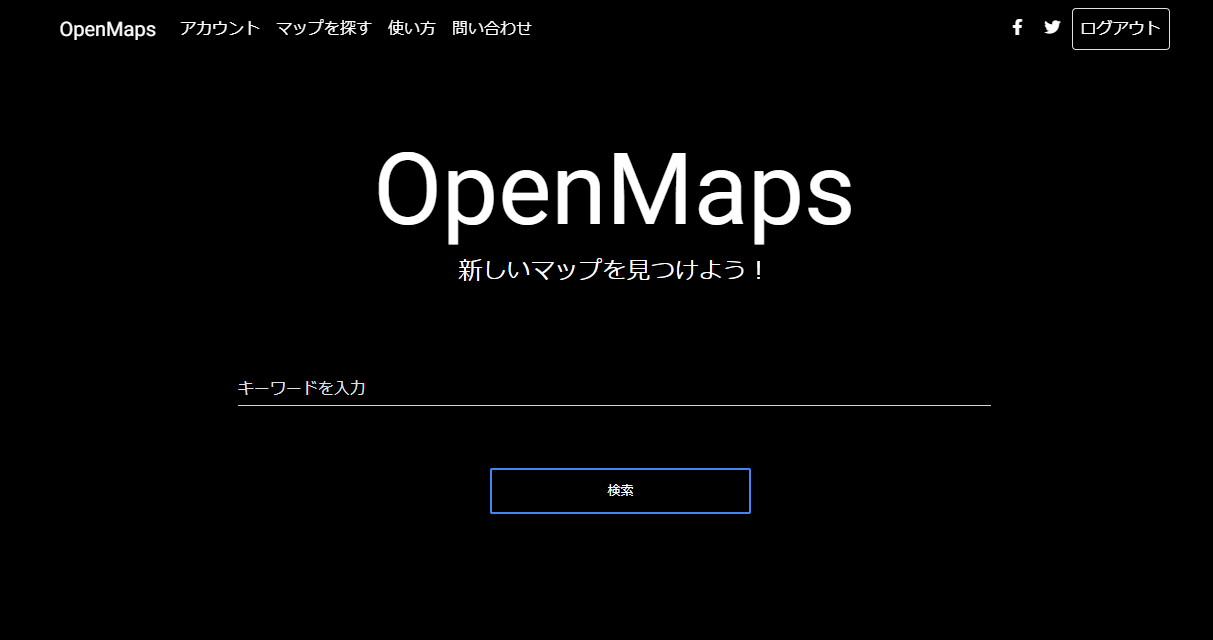 OpenMaps アカウント マップを探す 使い方 問い合わせ ログアウト
OpenMaps
新しいマップを見つけよう！
キーワードを入力
検索